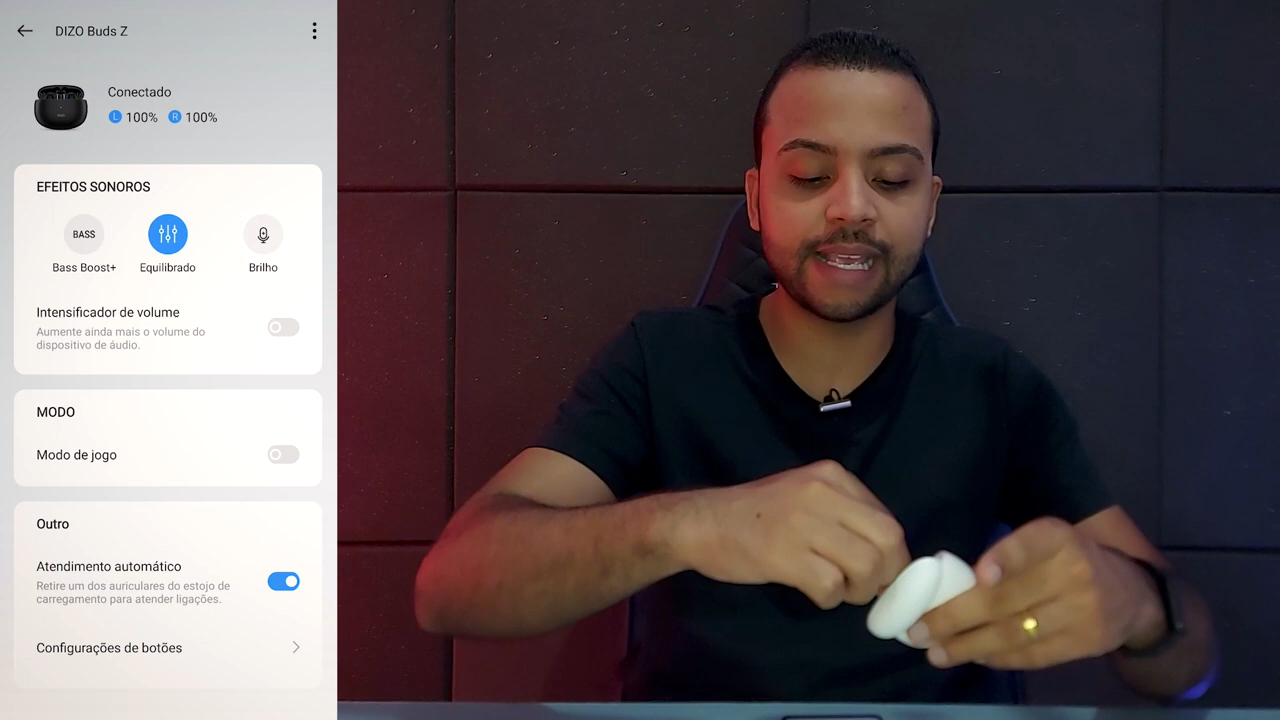 DIZO Buds Z
Conectado
L 100% R 100%
EFEITOS SONOROS
BASS
Bass Boost+ Equilibrado Brilho
Intensificador de volume
Aumente ainda mais o volume do
dispositivo de áudio.
MODO
Modo de jogo
Outro
Atendimento automático
Retire um dos auriculares do estojo de
carregamento para atender ligações.
Configurações de botões